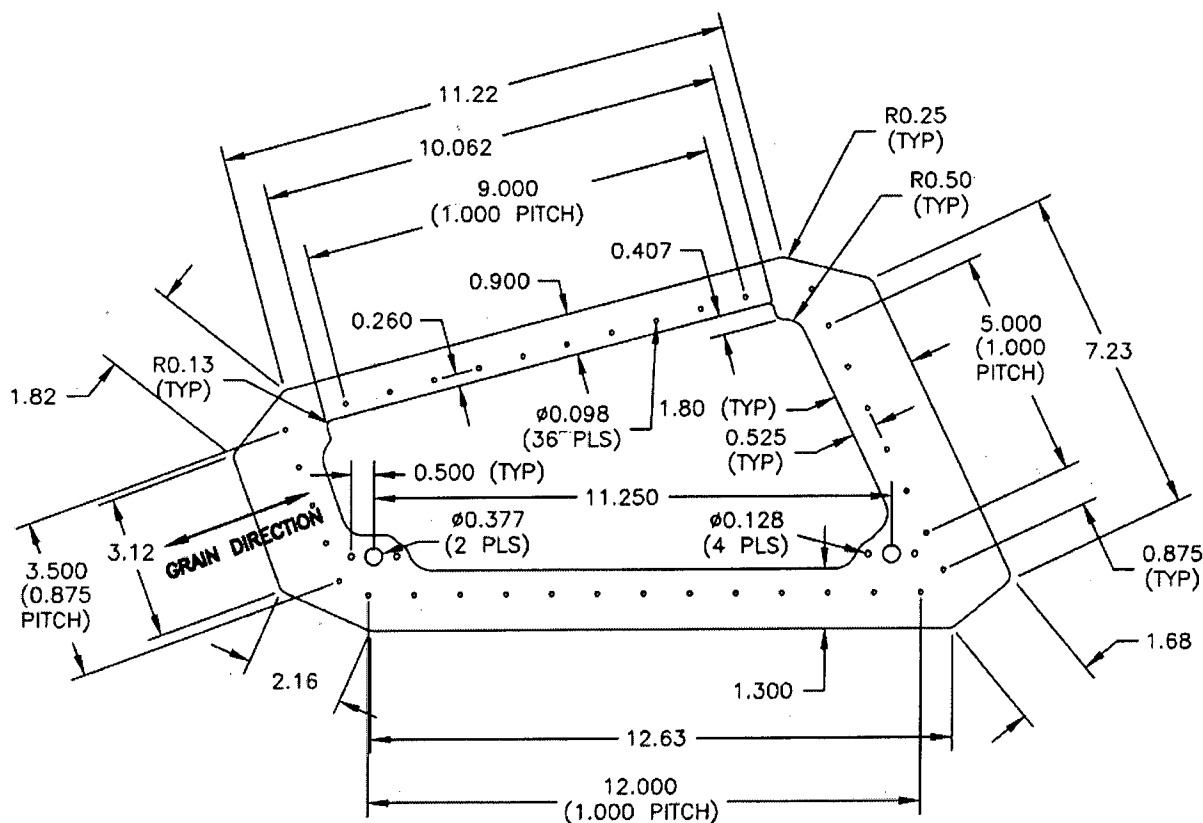 11.22
10.062
9.000
(1.000 PITCH)
R0.25
(TYP)
R0.50
(TYP)
0.407
0.900
0.260
R0.13
(TYP)
1.82
5.000
(1.000
PITCH)
7.23
1.80 (TYP)
ø0.098
(36 PLS)
0.525
(TYP)
0.500 (TYP)
11.250
ø0.377
(2 PLS)
ø0.128
(4 PLS)
GRAIN DIRECTION
3.12
3.500
(0.875
PITCH)
0.875
(TYP)
1.68
2.16
1.300
12.63
12.000
(1.000 PITCH)